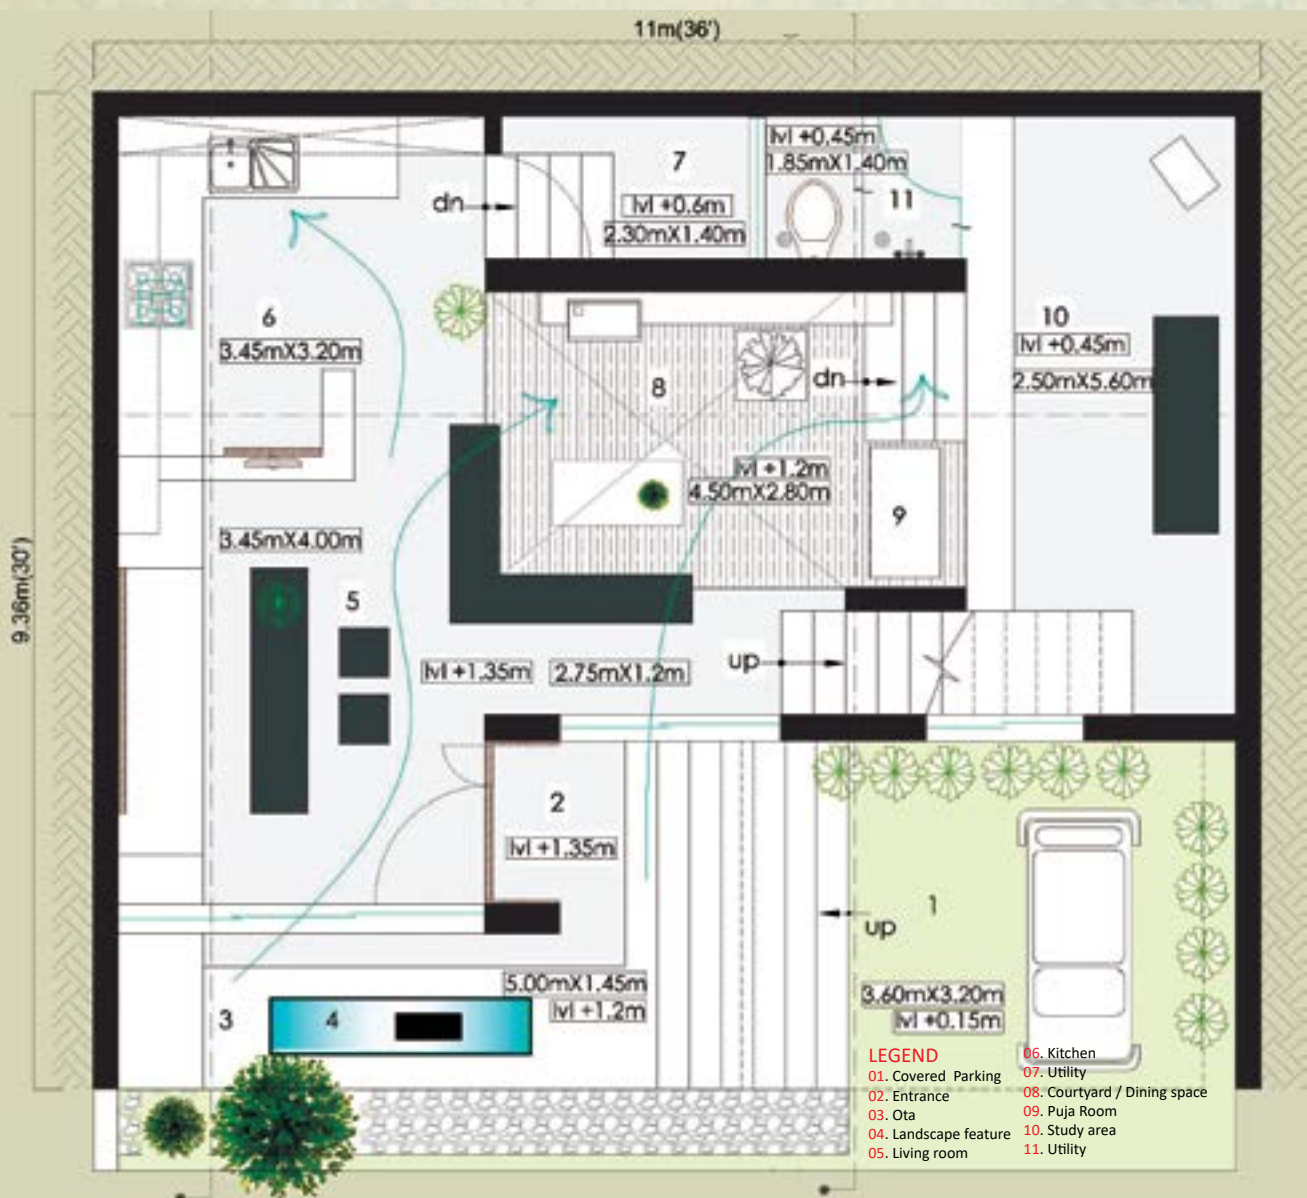 11m(36')
lvl +0.45m
1.85mX1.40m
7
11
dn
lvl +0.6m
2.30mX1.40m
6
3.45mX3.20m
10
lvl +0.45m
2.50mX5.60m
8
dn
lvl +1.2m
4.50mX2.80m
9
3.45mX4.00m
9.36m(30')
5
lvl +1.35m
2.75mX1.2m
up
2
lvl +1.35m
1
up
5.00mX1.45m
lvl +1.2m
3.60mX3.20m
lvl +0.15m
3
4
LEGEND
01. Covered Parking
02. Entrance
03. Ota
04. Landscape feature
05. Living room
06. Kitchen
07. Utility
08. Courtyard / Dining space
09. Puja Room
10. Study area
11. Utility